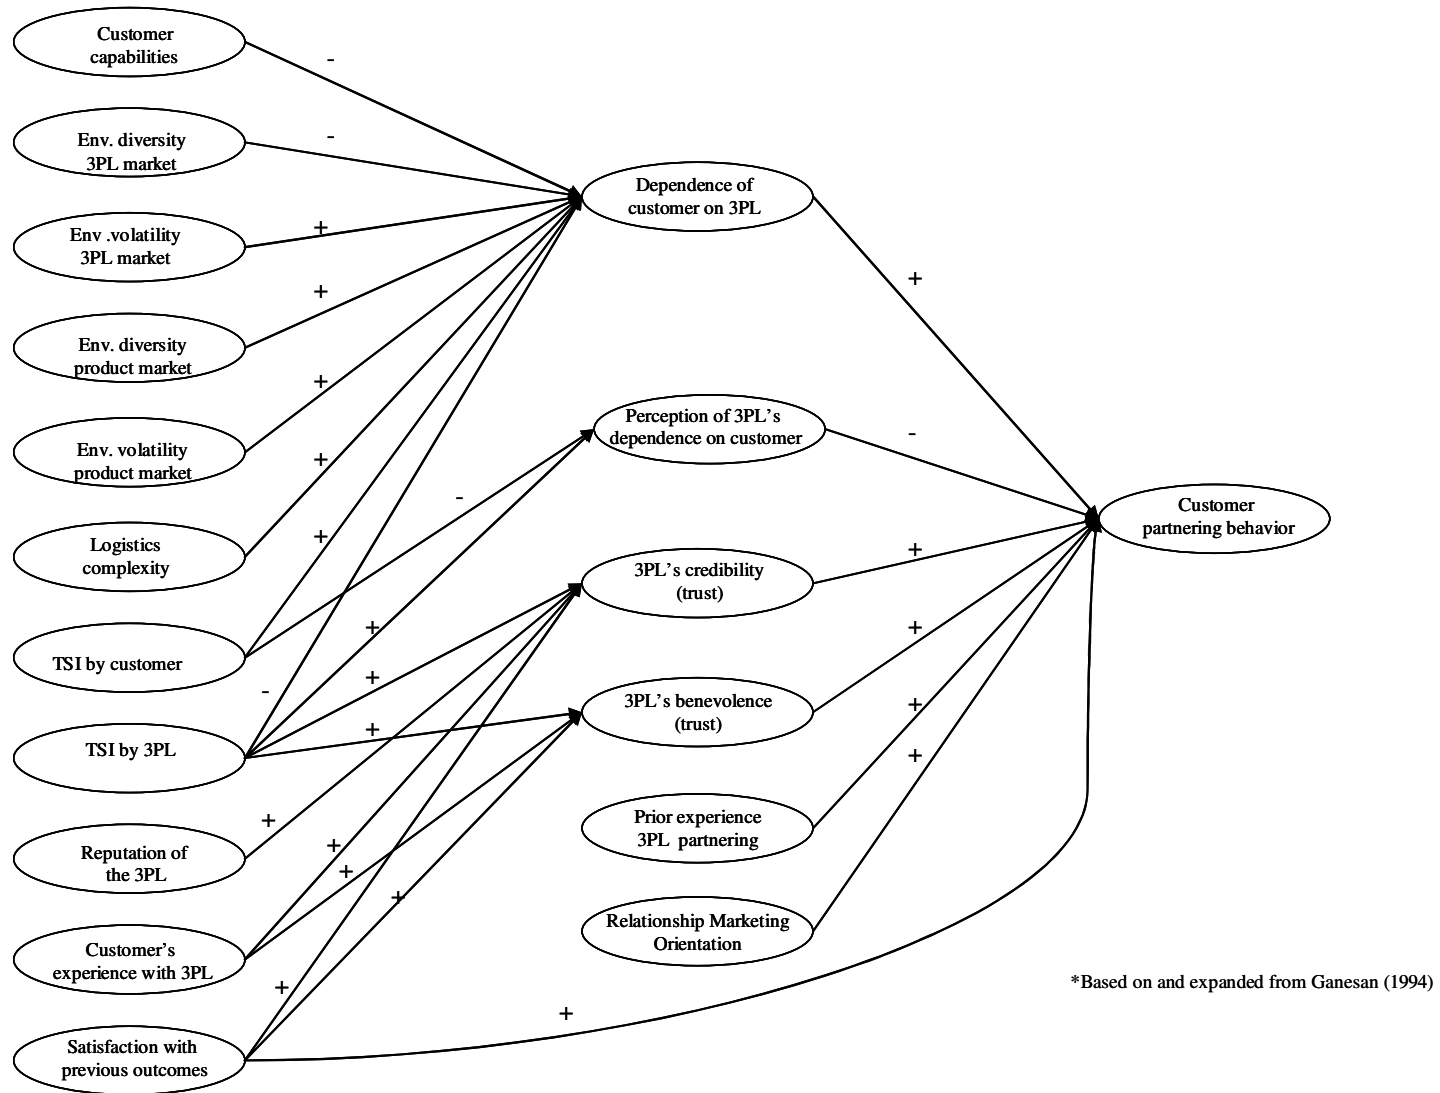 Customer
capabilities
-
Env. diversity
3PL market
-
Env .volatility
3PL market
+
Env. diversity
product market
+
Env. volatility
product market
+
Logistics
complexity
+
TSI by customer
+
-
TSI by 3PL
-
+
+
+
Reputation of
the 3PL
+
Customer's
experience with 3PL
+
+
Satisfaction with
previous outcomes
+
+
+
Dependence of
customer on 3PL
+
Perception of 3PL's
dependence on customer
-
3PL's credibility
(trust)
+
3PL's benevolence
(trust)
+
Prior experience
3PL partnering
+
Relationship Marketing
Orientation
+
Customer
partnering behavior
*Based on and expanded from Ganesan (1994)